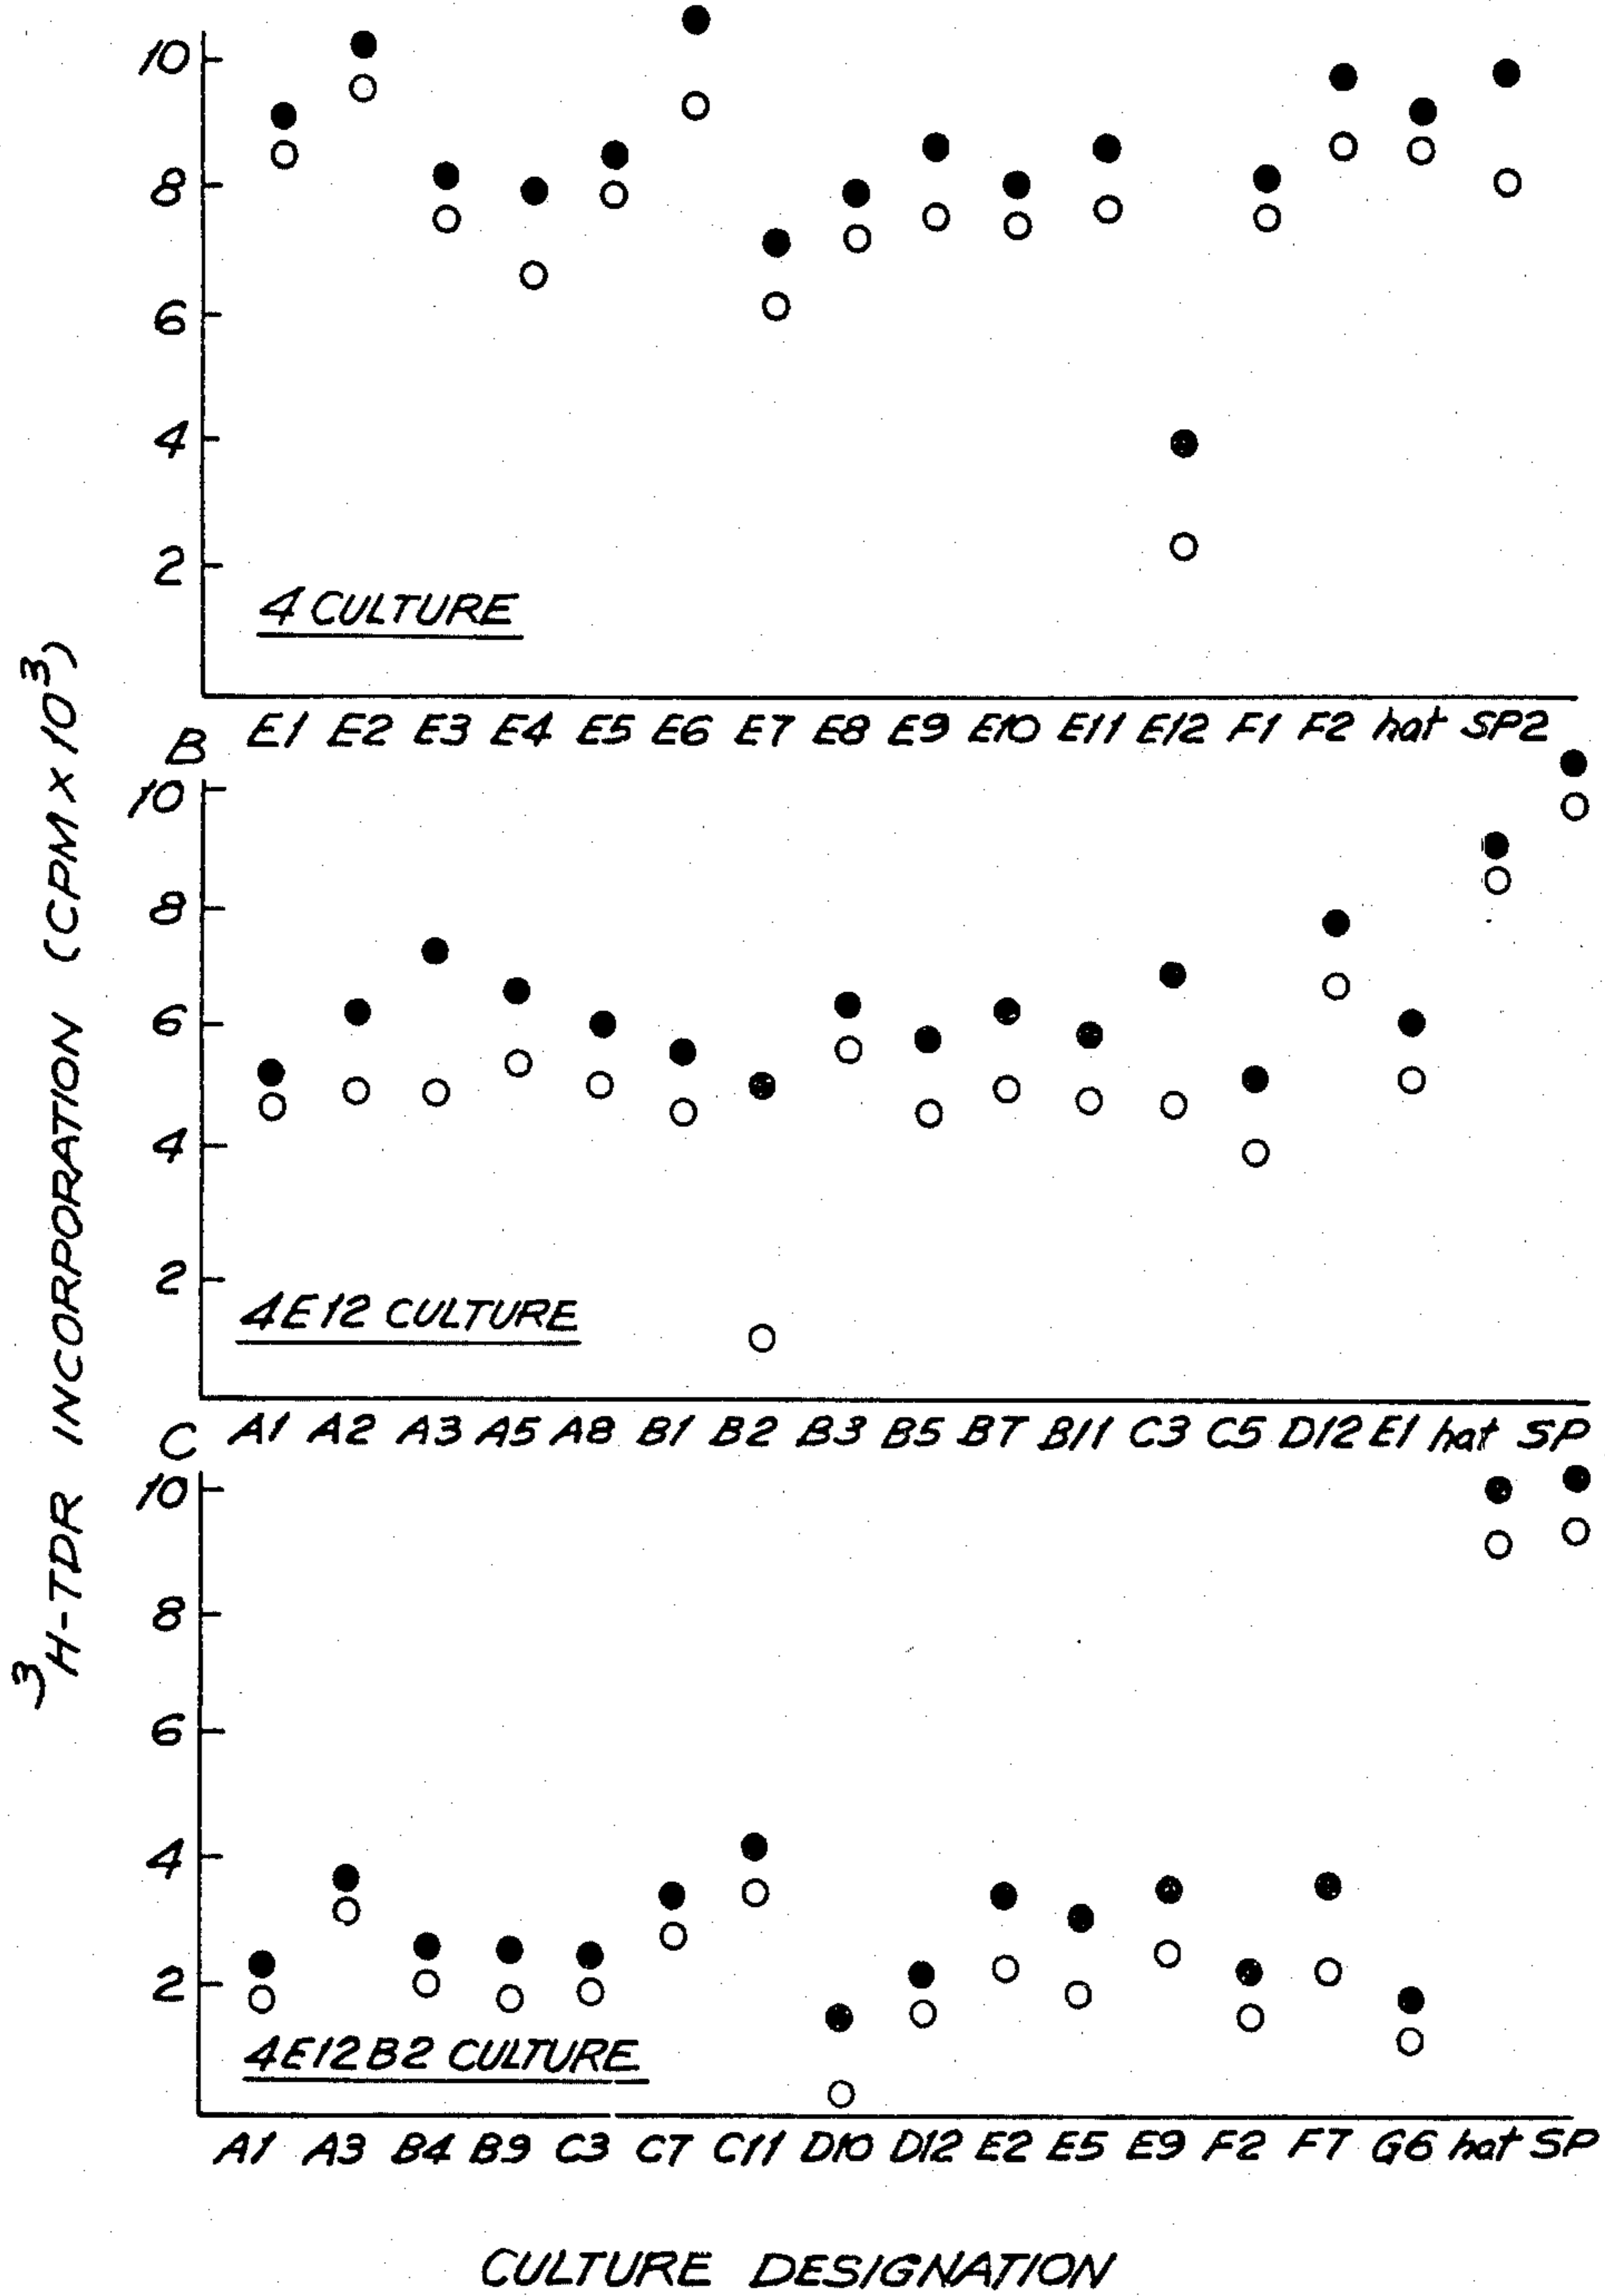 10
8
6
4
2
4 CULTURE
B E1 E2 E3 E4 E5 E6 E7 E8 E9 E10 E11 E12 F1 F2 hat SP2
10
8
6
4
2
4E12 CULTURE
C A1 A2 A3 A5 A8 B1 B2 B3 B5 B7 B11 C3 C5 D12 E1 hat SP
10
8
6
4
2
4E12B2 CULTURE
A1 A3 B4 B9 C3 C7 C11 D10 D12 E2 E5 E9 F2 F7 G6 hat SP
CULTURE DESIGNATION
³H-TDR INCORPORATION (CPM x 10³)